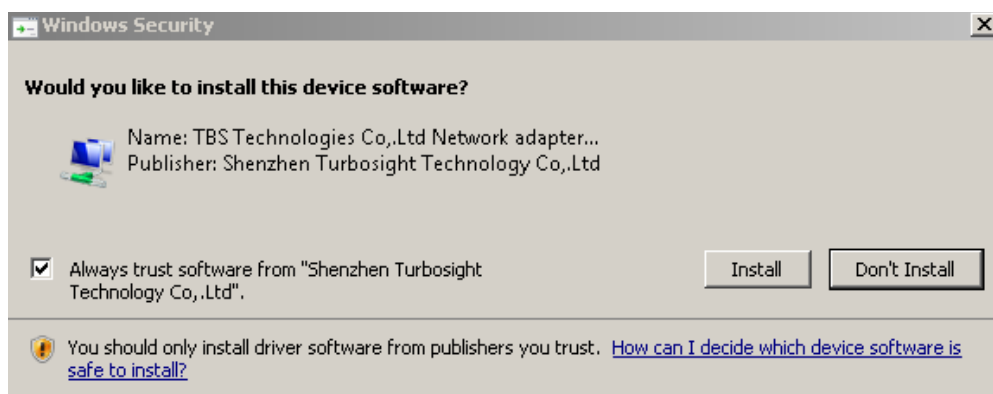 Windows Security
Would you like to install this device software?
Name: TBS Technologies Co,.Ltd Network adapter...
Publisher: Shenzhen Turbosight Technology Co,.Ltd
Always trust software from "Shenzhen Turbosight
Technology Co,.Ltd".
Install
Don't Install
You should only install driver software from publishers you trust. How can I decide which device software is
safe to install?